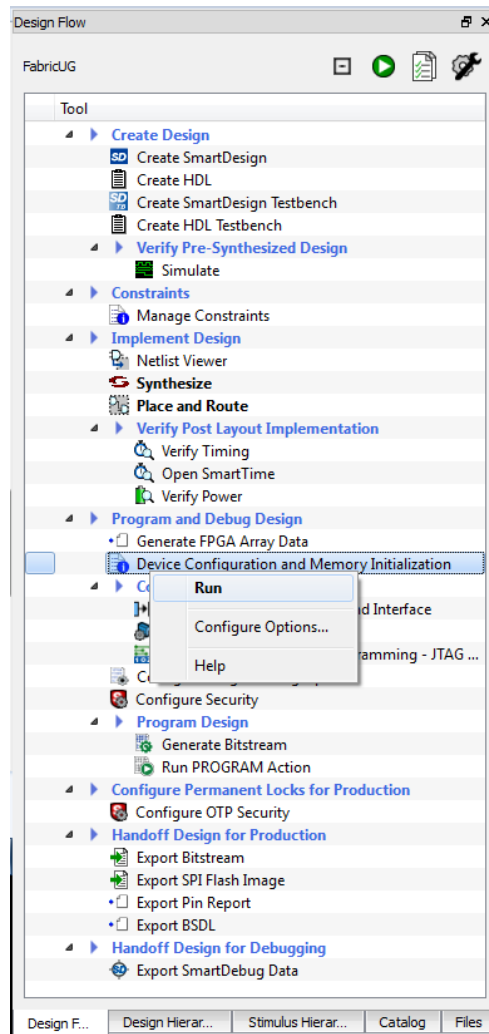 Design Flow
FabricUG
Tool
Create Design
SD Create SmartDesign
Create HDL
SD TB Create SmartDesign Testbench
Create HDL Testbench
Verify Pre-Synthesized Design
Simulate
Constraints
Manage Constraints
Implement Design
Netlist Viewer
Synthesize
Place and Route
Verify Post Layout Implementation
Verify Timing
Open SmartTime
Verify Power
Program and Debug Design
Generate FPGA Array Data
Device Configuration and Memory Initialization
Run
Interface
Configure Options...
- JTAG ...
Help
Configure Security
Program Design
Generate Bitstream
Run PROGRAM Action
Configure Permanent Locks for Production
Configure OTP Security
Handoff Design for Production
Export Bitstream
Export SPI Flash Image
Export Pin Report
Export BSDL
Handoff Design for Debugging
Export SmartDebug Data
Design F... Design Hierar... Stimulus Hierar... Catalog Files